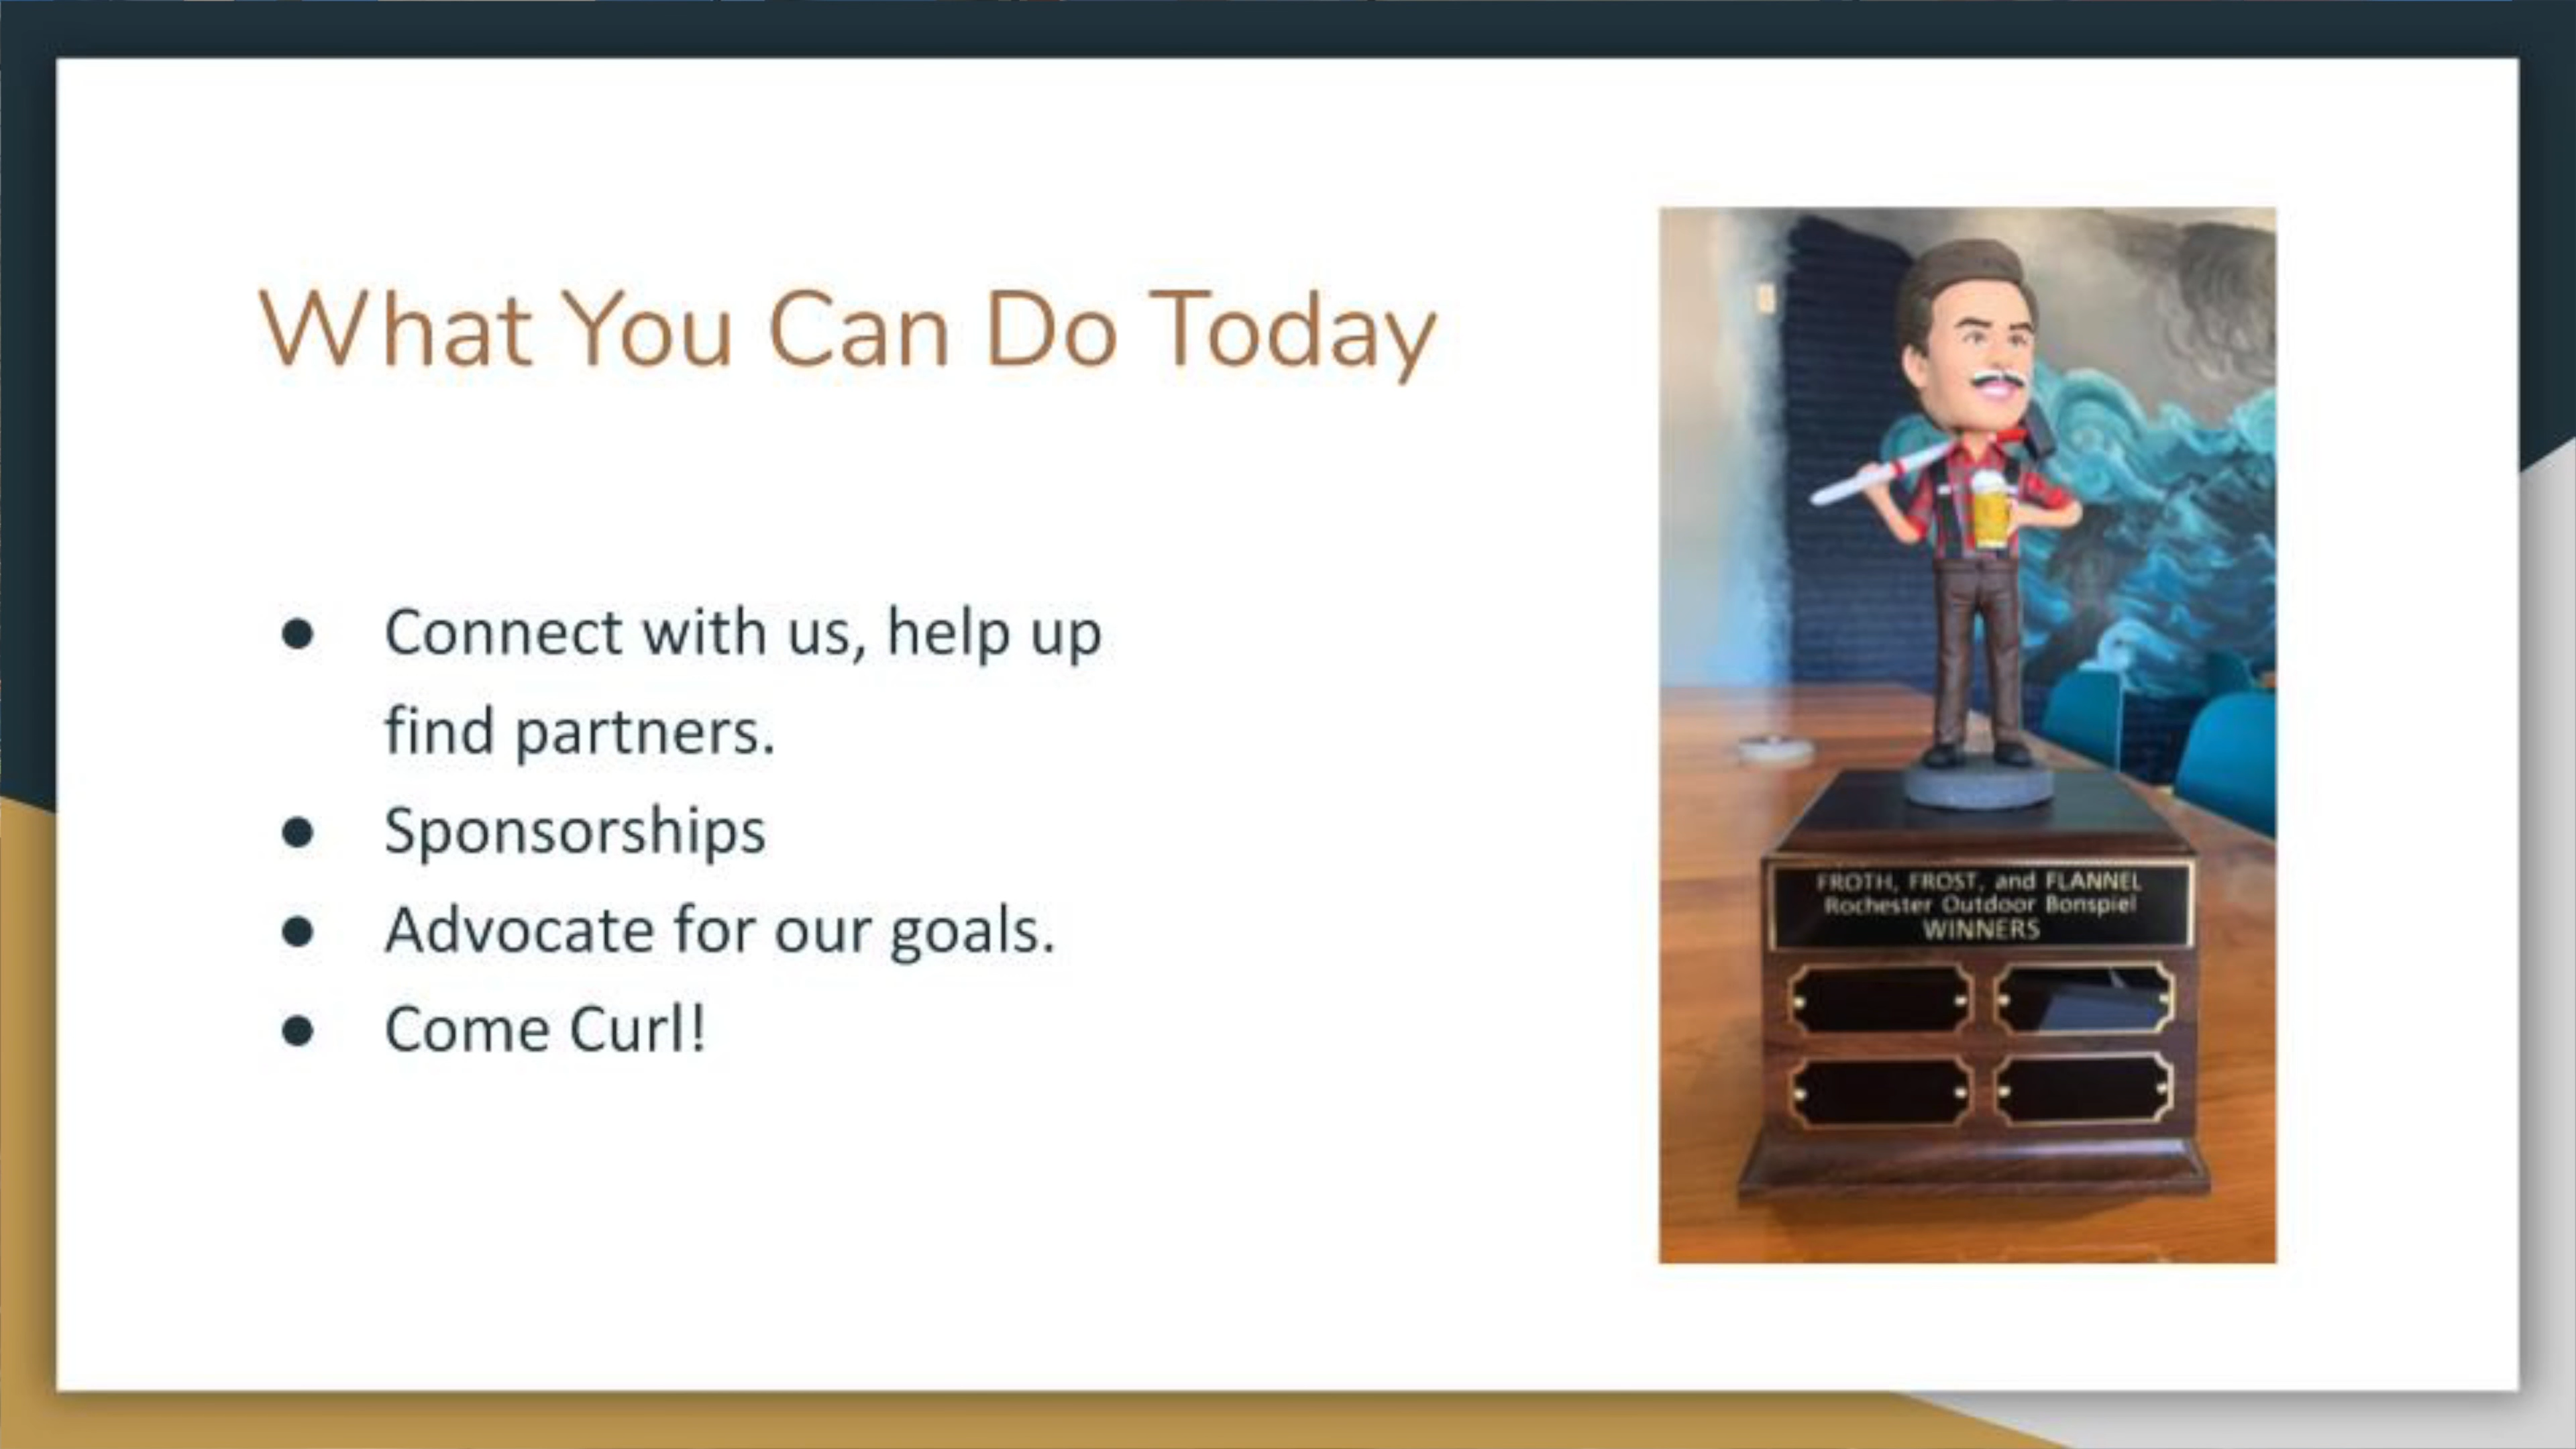 What You Can Do Today
● Connect with us, help up
find partners.
● Sponsorships
● Advocate for our goals.
● Come Curl!
FROTH, FROST, and FLANNEL
Rochester Outdoor Bonspiel
WINNERS